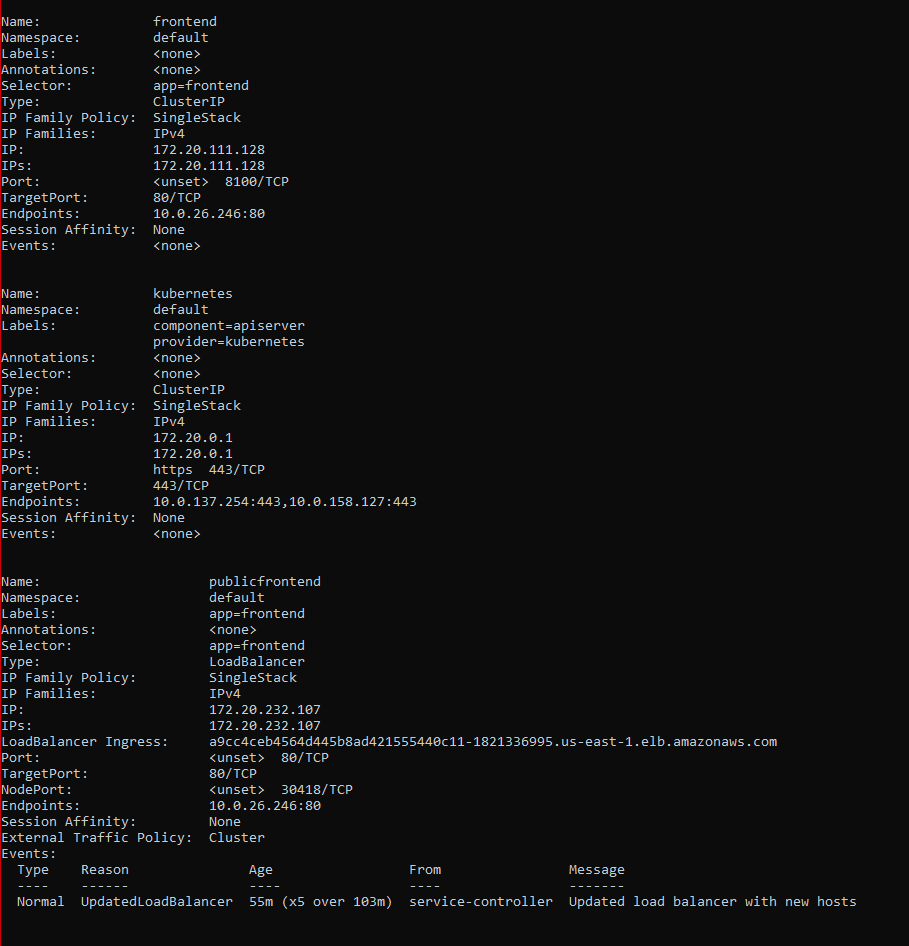 Name:              frontend
Namespace:         default
Labels:            <none>
Annotations:       <none>
Selector:          app=frontend
Type:              ClusterIP
IP Family Policy:  SingleStack
IP Families:       IPv4
IP:                172.20.111.128
IPs:               172.20.111.128
Port:              <unset>  8100/TCP
TargetPort:        80/TCP
Endpoints:         10.0.26.246:80
Session Affinity:  None
Events:            <none>
Name:              kubernetes
Namespace:         default
Labels:            component=apiserver
                   provider=kubernetes
Annotations:       <none>
Selector:          <none>
Type:              ClusterIP
IP Family Policy:  SingleStack
IP Families:       IPv4
IP:                172.20.0.1
IPs:               172.20.0.1
Port:              https  443/TCP
TargetPort:        443/TCP
Endpoints:         10.0.137.254:443,10.0.158.127:443
Session Affinity:  None
Events:            <none>
Name:                     publicfrontend
Namespace:                default
Labels:                   app=frontend
Annotations:              <none>
Selector:                 app=frontend
Type:                     LoadBalancer
IP Family Policy:         SingleStack
IP Families:              IPv4
IP:                       172.20.232.107
IPs:                      172.20.232.107
LoadBalancer Ingress:     a9cc4ceb4564d445b8ad421555440c11-1821336995.us-east-1.elb.amazonaws.com
Port:                     <unset>  80/TCP
TargetPort:               80/TCP
NodePort:                 <unset>  30418/TCP
Endpoints:                10.0.26.246:80
Session Affinity:         None
External Traffic Policy:  Cluster
Events:
  Type    Reason               Age                 From                Message
  ----    ------               ----                ----                -------
  Normal  UpdatedLoadBalancer  55m (x5 over 103m)  service-controller  Updated load balancer with new hosts